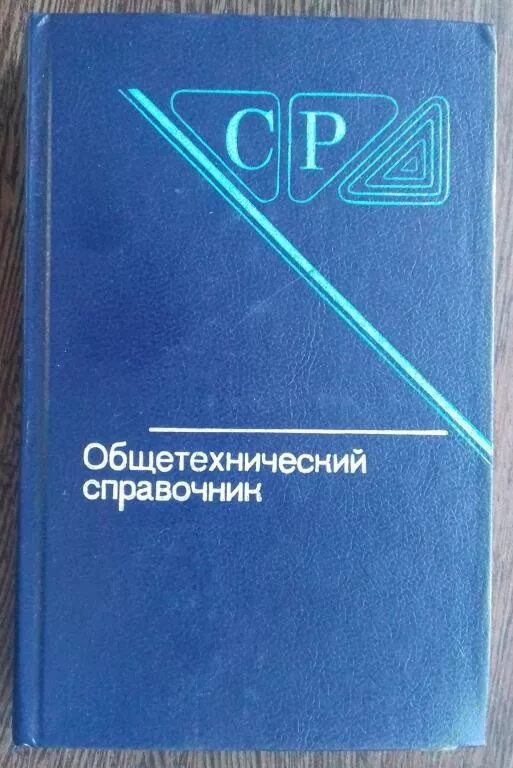 СР
Общетехнический
справочник